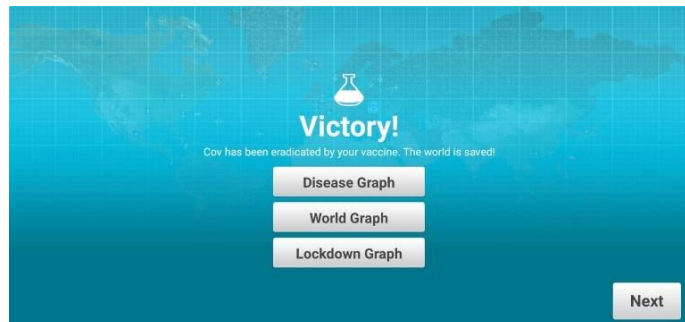 Victory!
Cov has been eradicated by your vaccine. The world is saved!
Disease Graph
World Graph
Lockdown Graph
Next